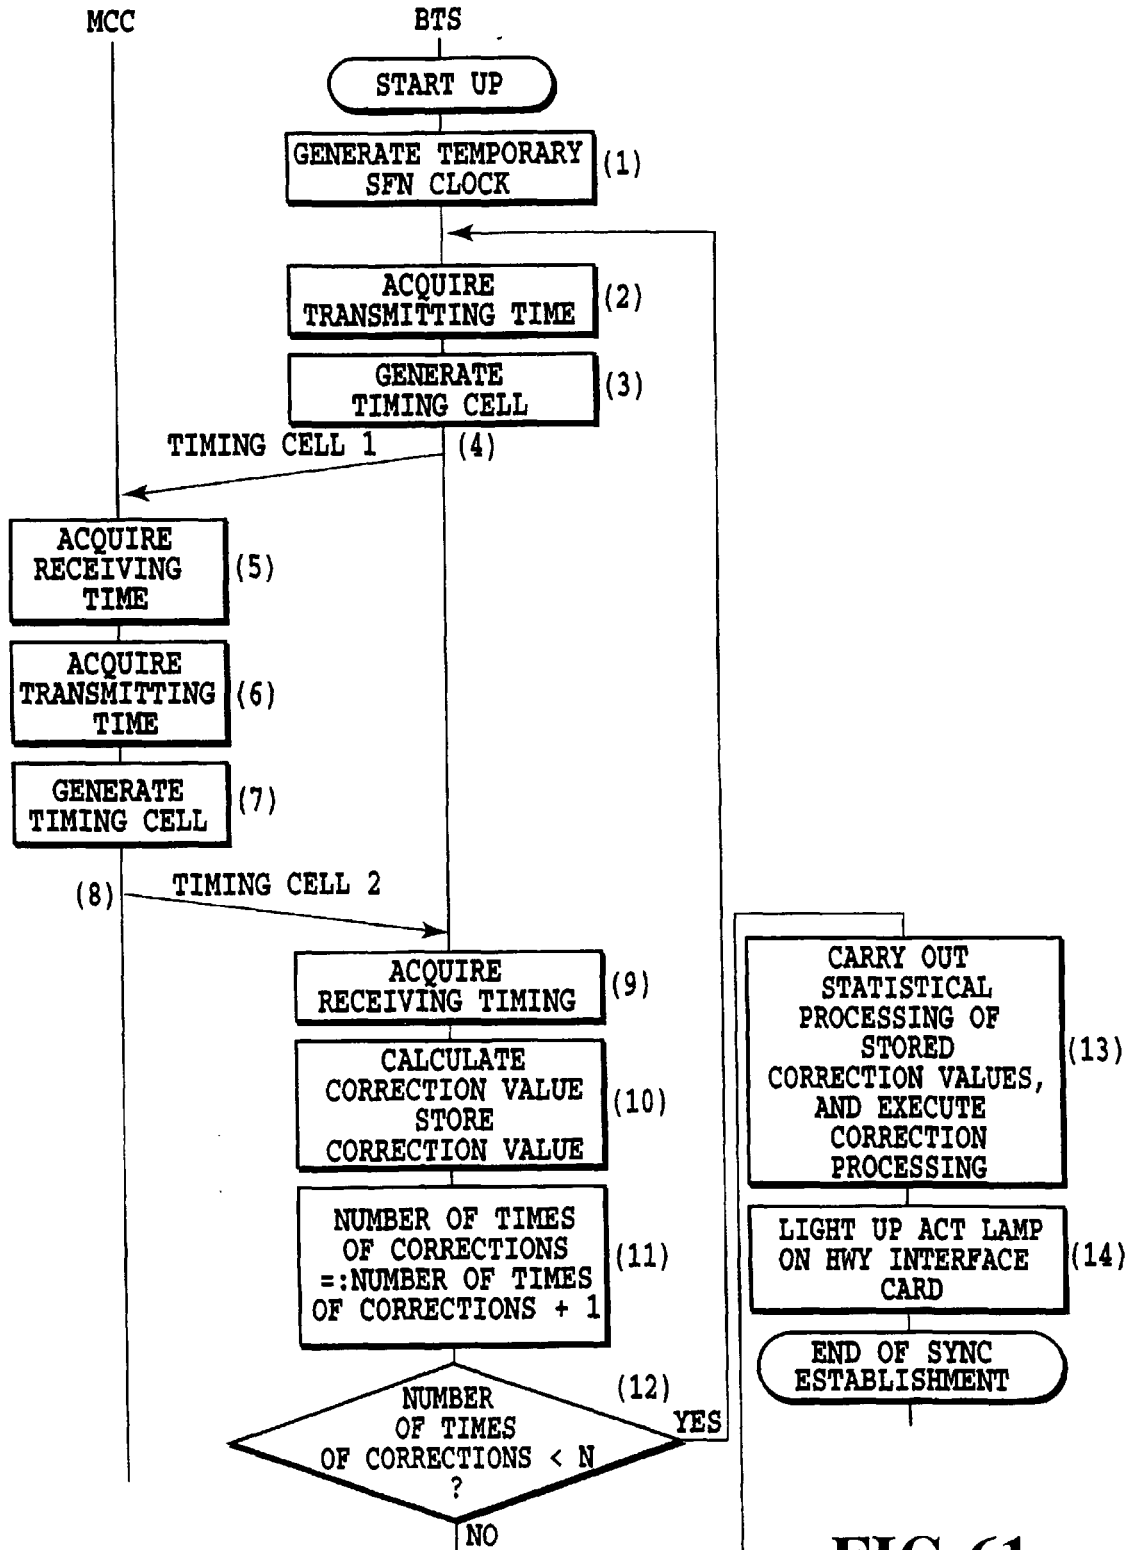 MCC
BTS
START UP
GENERATE TEMPORARY
SFN CLOCK
(1)
ACQUIRE
TRANSMITTING TIME
(2)
GENERATE
TIMING CELL
(3)
TIMING CELL 1
(4)
ACQUIRE
RECEIVING
TIME
(5)
ACQUIRE
TRANSMITTING
TIME
(6)
GENERATE
TIMING CELL
(7)
(8)
TIMING CELL 2
ACQUIRE
RECEIVING TIMING
(9)
CALCULATE
CORRECTION VALUE
STORE
CORRECTION VALUE
(10)
NUMBER OF TIMES
OF CORRECTIONS
=:NUMBER OF TIMES
OF CORRECTIONS + 1
(11)
NUMBER
OF TIMES
OF CORRECTIONS < N
?
(12)
YES
NO
CARRY OUT
STATISTICAL
PROCESSING OF
STORED
CORRECTION VALUES,
AND EXECUTE
CORRECTION
PROCESSING
(13)
LIGHT UP ACT LAMP
ON HWY INTERFACE
CARD
(14)
END OF SYNC
ESTABLISHMENT
FIG. 61